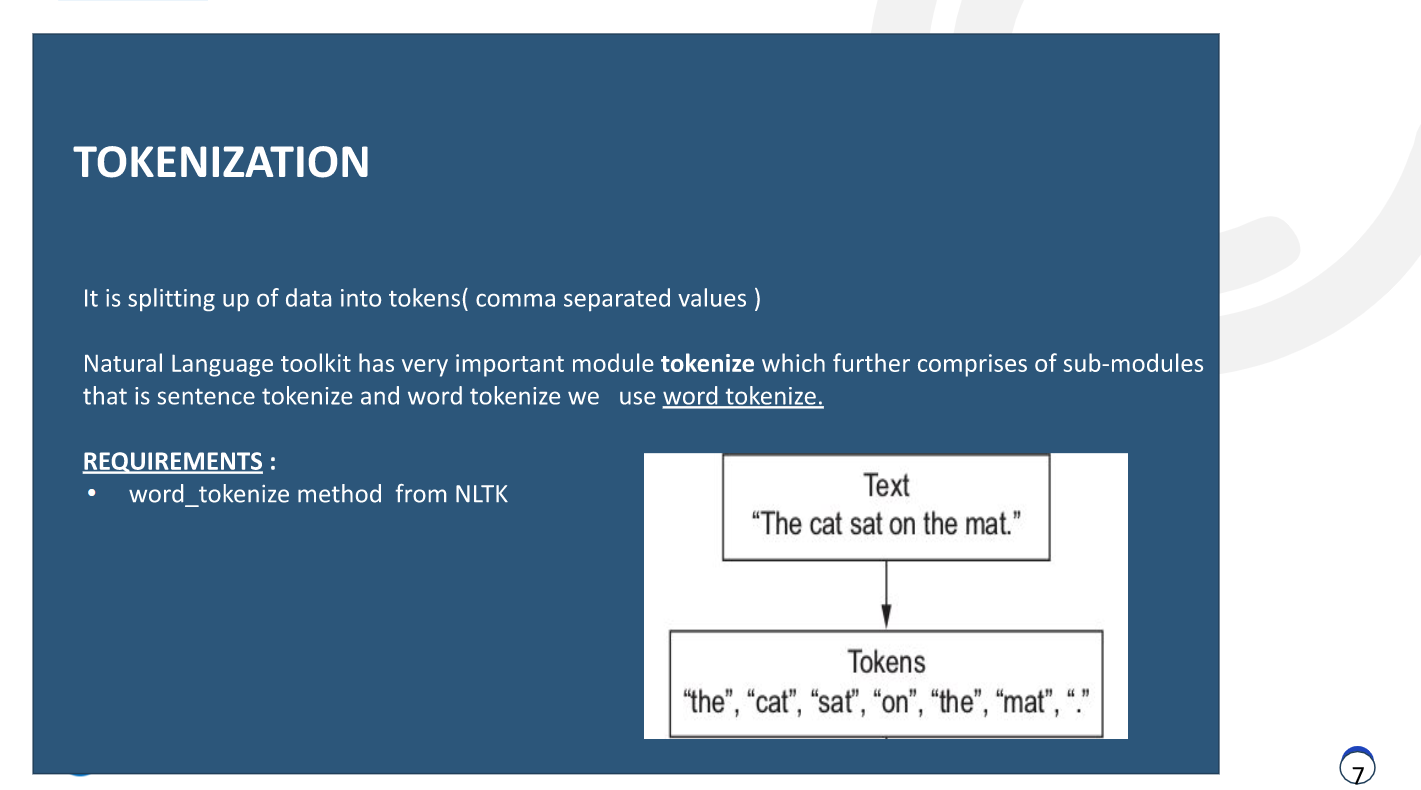 TOKENIZATION
It is splitting up of data into tokens( comma separated values )
Natural Language toolkit has very important module tokenize which further comprises of sub-modules
that is sentence tokenize and word tokenize we use word tokenize.
REQUIREMENTS :
• word_tokenize method from NLTK
Text
“The cat sat on the mat.”
Tokens
“the”, “cat”, “sat”, “on”, “the”, “mat”, “.”
7